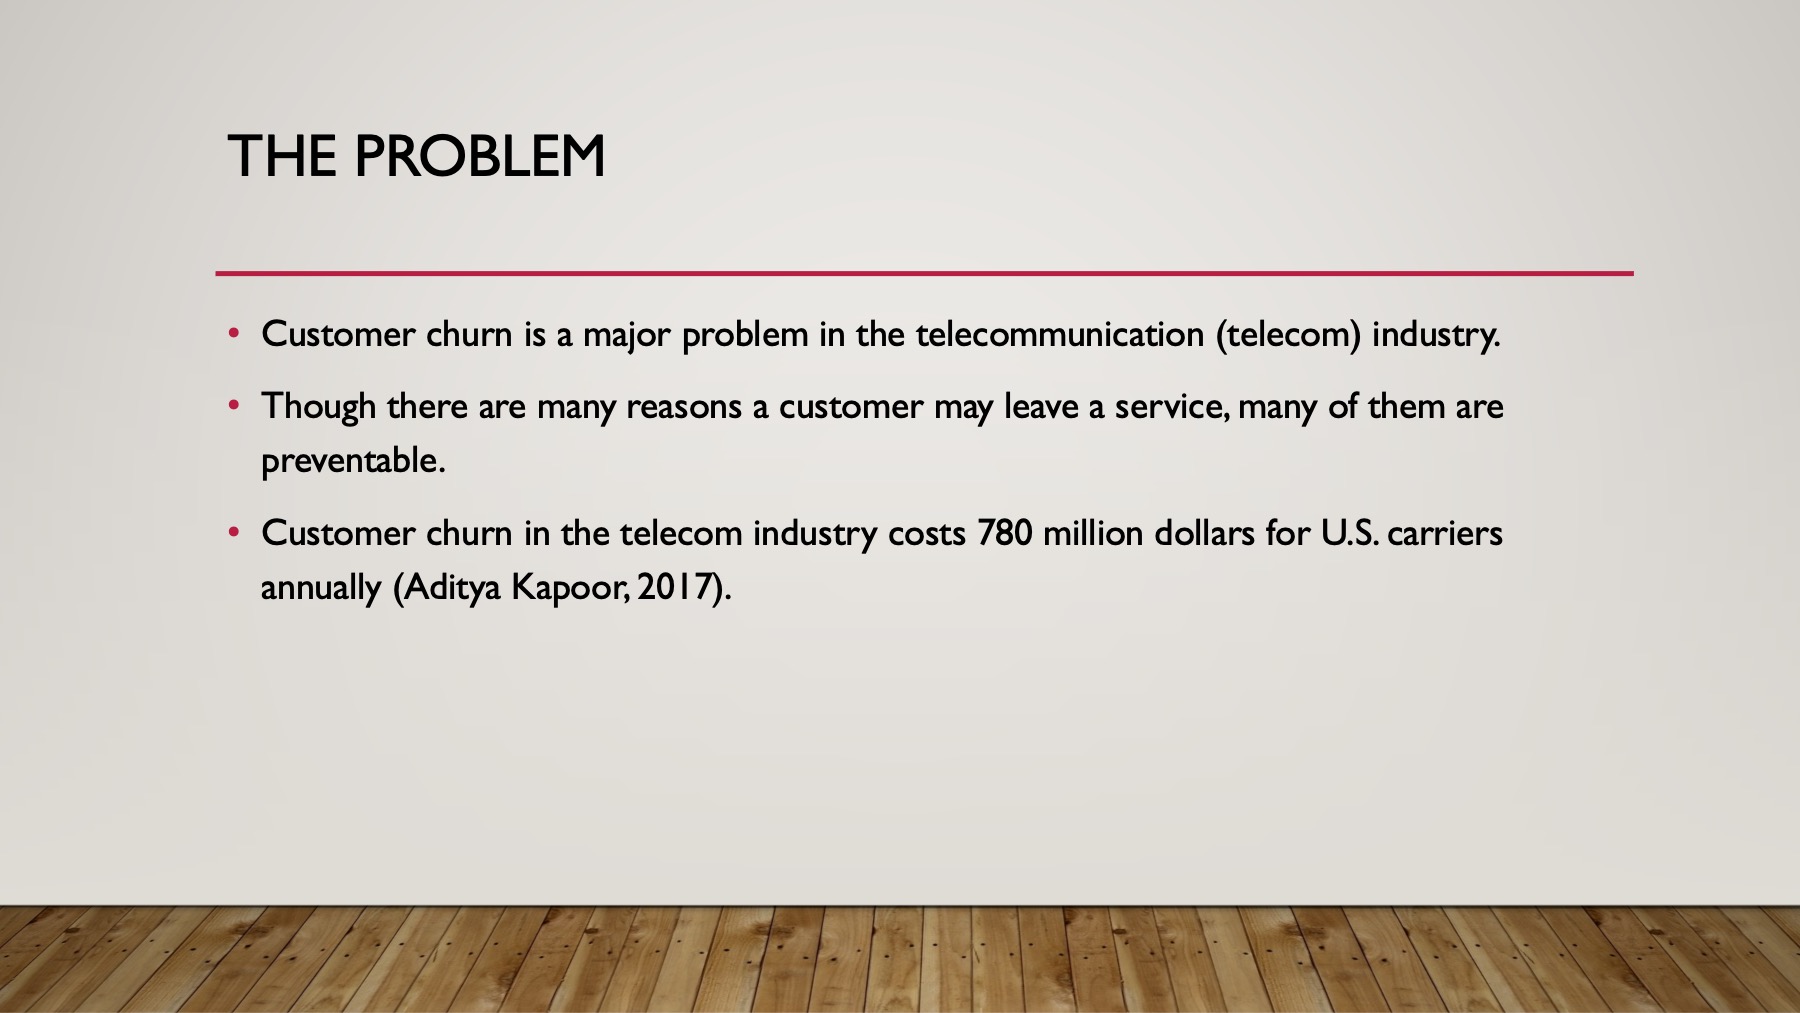 THE PROBLEM
• Customer churn is a major problem in the telecommunication (telecom) industry.
• Though there are many reasons a customer may leave a service, many of them are
preventable.
• Customer churn in the telecom industry costs 780 million dollars for U.S. carriers
annually (Aditya Kapoor, 2017).